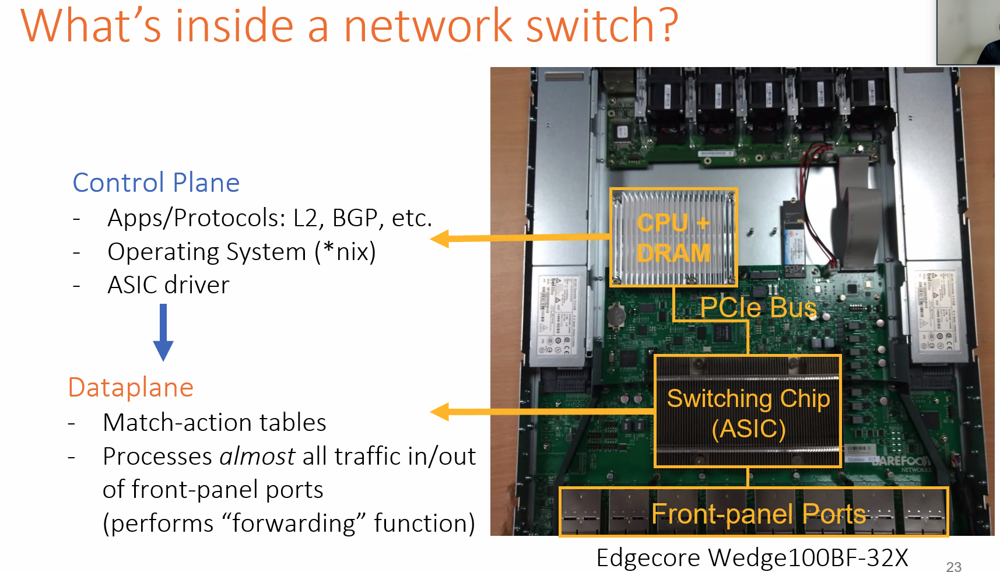 What's inside a network switch?
Control Plane
- Apps/Protocols: L2, BGP, etc.
- Operating System (*nix)
- ASIC driver
Dataplane
- Match-action tables
- Processes almost all traffic in/out
of front-panel ports
(performs "forwarding" function)
CPU +
DRAM
PCIe Bus
Switching Chip
(ASIC)
BAREFOOT
NETWORKS
Front-panel Ports
Edgecore Wedge100BF-32X
23